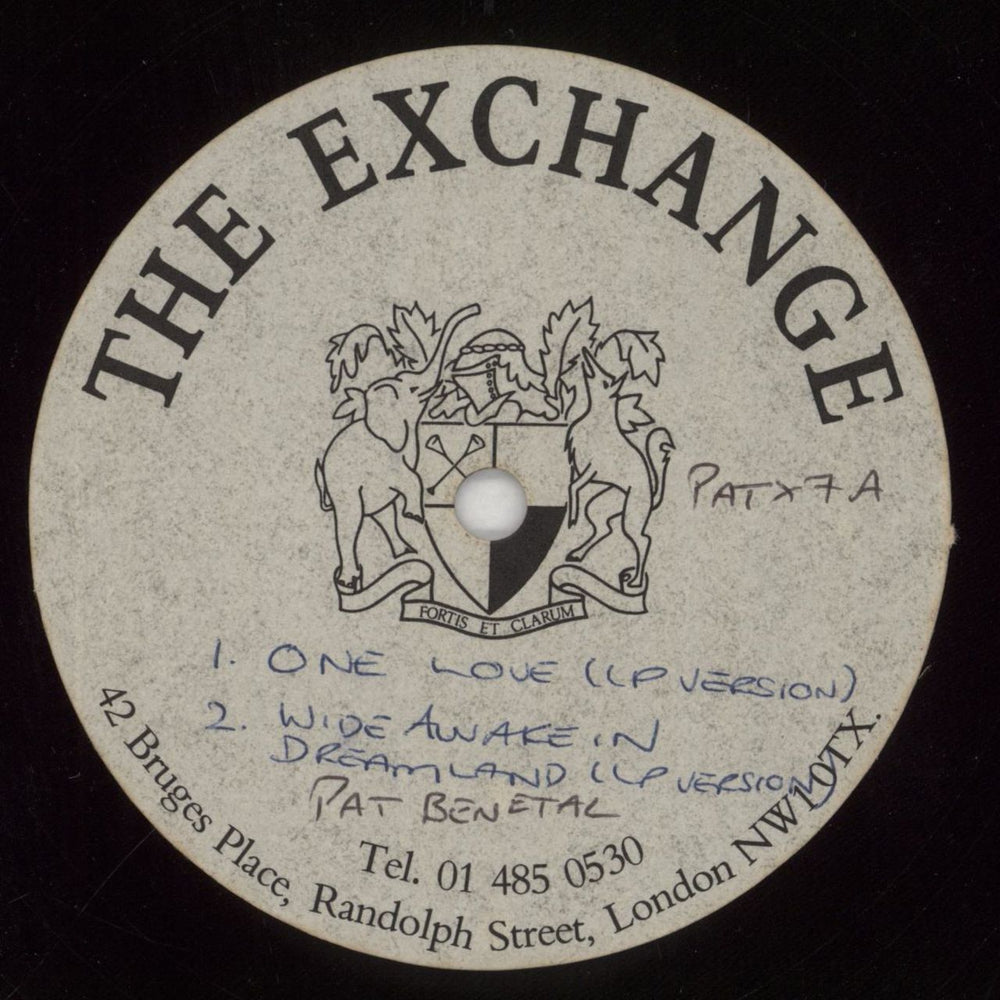 THE EXCHANGE
PATX7A
FORTIS ET CLARUM
1. ONE LOVE (LP VERSION)
2. WIDE AWAKE IN
DREAMLAND (LP VERSION)
PAT BENETAL
Tel. 01 485 0530
42 Bruges Place, Randolph Street, London NW1 0TX.